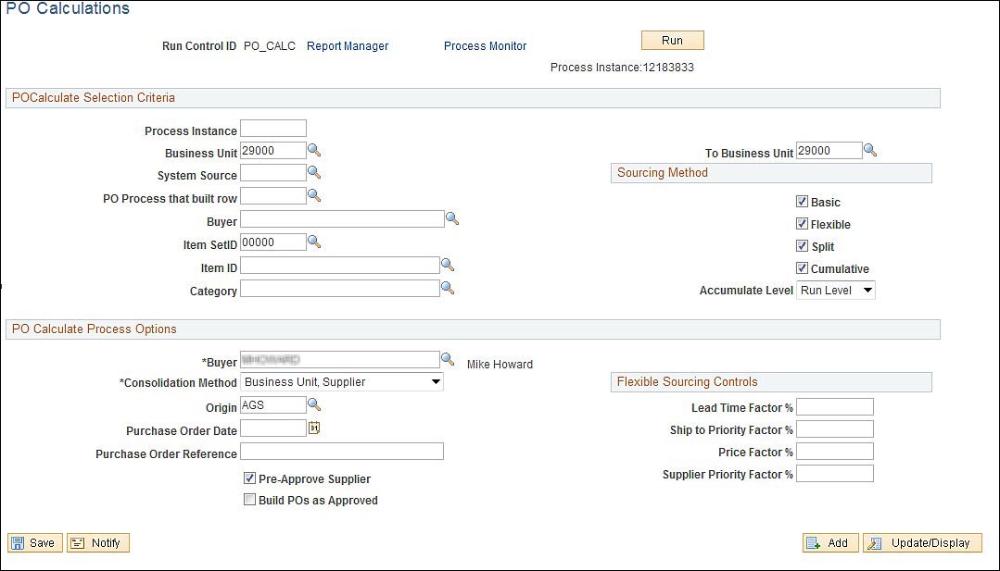 PO Calculations
Run Control ID PO_CALC Report Manager Process Monitor Run
Process Instance:12183833
POCalculate Selection Criteria
Process Instance
Business Unit 29000 To Business Unit 29000
System Source Sourcing Method
PO Process that built row Basic
Buyer Flexible
Item SetID 00000 Split
Item ID Cumulative
Category Accumulate Level Run Level
PO Calculate Process Options
*Buyer Mike Howard
*Consolidation Method Business Unit, Supplier Flexible Sourcing Controls
Origin AGS Lead Time Factor %
Purchase Order Date 31 Ship to Priority Factor %
Purchase Order Reference Price Factor %
Supplier Priority Factor %
Pre-Approve Supplier
Build POs as Approved
Save Notify Add Update/Display